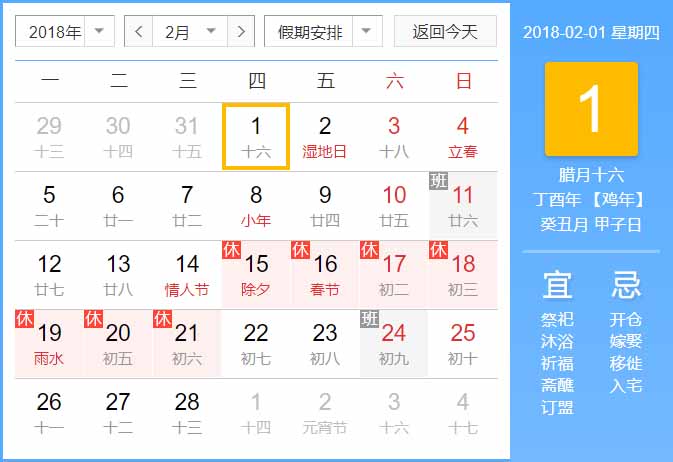 2018年 2月 假期安排 返回今天
一 二 三 四 五 六 日
29 30 31 1 2 3 4
十三 十四 十五 十六 湿地日 十八 立春
班
5 6 7 8 9 10 11
二十 廿一 廿二 小年 廿四 廿五 廿六
休 休 休 休
12 13 14 15 16 17 18
廿七 廿八 情人节 除夕 春节 初二 初三
休 休 休 班
19 20 21 22 23 24 25
雨水 初五 初六 初七 初八 初九 初十
26 27 28 1 2 3 4
十一 十二 十三 十四 元宵节 十六 十七
2018-02-01 星期四
1
腊月十六
丁酉年 【鸡年】
癸丑月 甲子日
宜 忌
祭祀 开仓
沐浴 嫁娶
祈福 移徙
斋醮 入宅
订盟